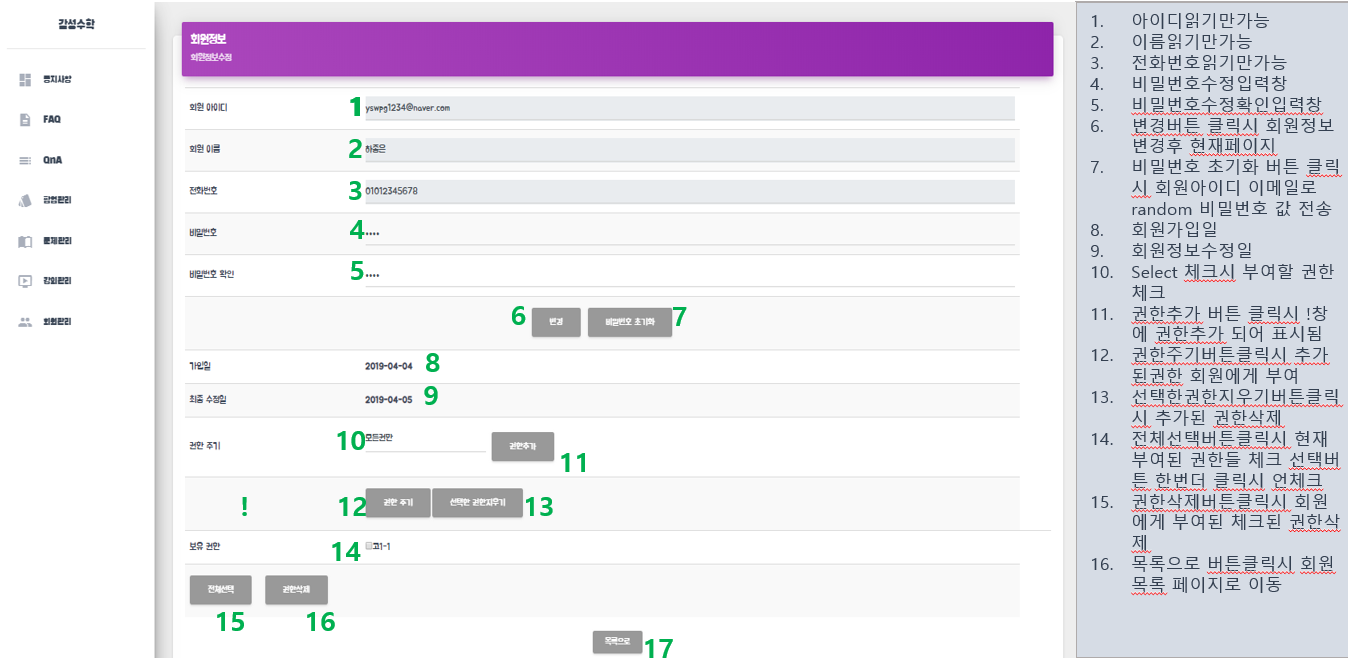 감성수학
공지사항
FAQ
QnA
권한관리
문제관리
강의관리
회원관리
회원정보
회원정보수정
회원 아이디
1
yswpg1234@naver.com
회원 이름
2
하중은
전화번호
3
01012345678
비밀번호
4
••••
비밀번호 확인
5
••••
6
변경
비밀번호 초기화
7
가입일
2019-04-04
8
최종 수정일
2019-04-05
9
권한 주기
10
모든권한
권한추가
11
!
12
권한 주기
선택한 권한지우기
13
보유 권한
14
고1-1
전체선택
권한삭제
15
16
목록으로
17
1. 아이디읽기만가능
2. 이름읽기만가능
3. 전화번호읽기만가능
4. 비밀번호수정입력창
5. 비밀번호수정확인입력창
6. 변경버튼 클릭시 회원정보
변경후 현재페이지
7. 비밀번호 초기화 버튼 클릭
시 회원아이디 이메일로
random 비밀번호 값 전송
8. 회원가입일
9. 회원정보수정일
10. Select 체크시 부여할 권한
체크
11. 권한추가 버튼 클릭시 !창
에 권한추가 되어 표시됨
12. 권한주기버튼클릭시 추가
된권한 회원에게 부여
13. 선택한권한지우기버튼클릭
시 추가된 권한삭제
14. 전체선택버튼클릭시 현재
부여된 권한들 체크 선택버
튼 한번더 클릭시 언체크
15. 권한삭제버튼클릭시 회원
에게 부여된 체크된 권한삭
제
16. 목록으로 버튼클릭시 회원
목록 페이지로 이동